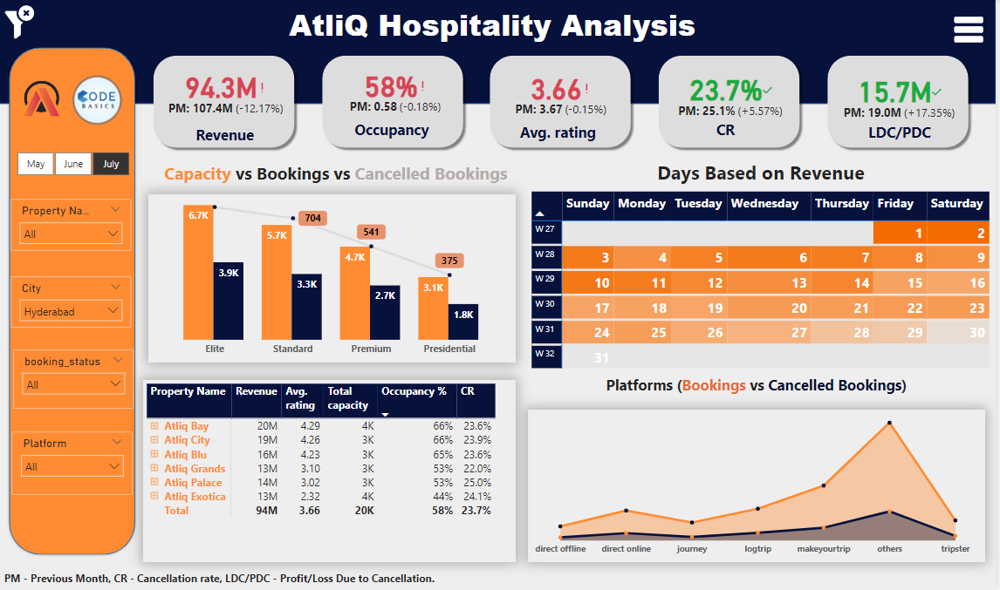 AtliQ Hospitality Analysis
CODE
BASICS
94.3M!
PM: 107.4M (-12.17%)
Revenue
58%!
PM: 0.58 (-0.18%)
Occupancy
3.66!
PM: 3.67 (-0.15%)
Avg. rating
23.7%✓
PM: 25.1% (+5.57%)
CR
15.7M✓
PM: 19.0M (+17.35%)
LDC/PDC
May June July
Property Na...
All
City
Hyderabad
booking_status
All
Platform
All
Capacity vs Bookings vs Cancelled Bookings
704
541
375
6.7K 5.7K 4.7K 3.1K
3.9K 3.3K 2.7K 1.8K
Elite Standard Premium Presidential
Days Based on Revenue
Sunday Monday Tuesday Wednesday Thursday Friday Saturday
W 27 1 2
W 28 3 4 5 6 7 8 9
W 29 10 11 12 13 14 15 16
W 30 17 18 19 20 21 22 23
W 31 24 25 26 27 28 29 30
W 32 31
Property Name Revenue Avg. rating Total capacity Occupancy % CR
Atliq Bay 20M 4.29 4K 66% 23.6%
Atliq City 19M 4.26 3K 66% 23.9%
Atliq Blu 16M 4.23 3K 65% 23.6%
Atliq Grands 13M 3.10 3K 53% 22.0%
Atliq Palace 14M 3.02 3K 53% 25.0%
Atliq Exotica 13M 2.32 4K 44% 24.1%
Total 94M 3.66 20K 58% 23.7%
Platforms (Bookings vs Cancelled Bookings)
direct offline direct online journey logtrip makeyourtrip others tripster
PM - Previous Month, CR - Cancellation rate, LDC/PDC - Profit/Loss Due to Cancellation.